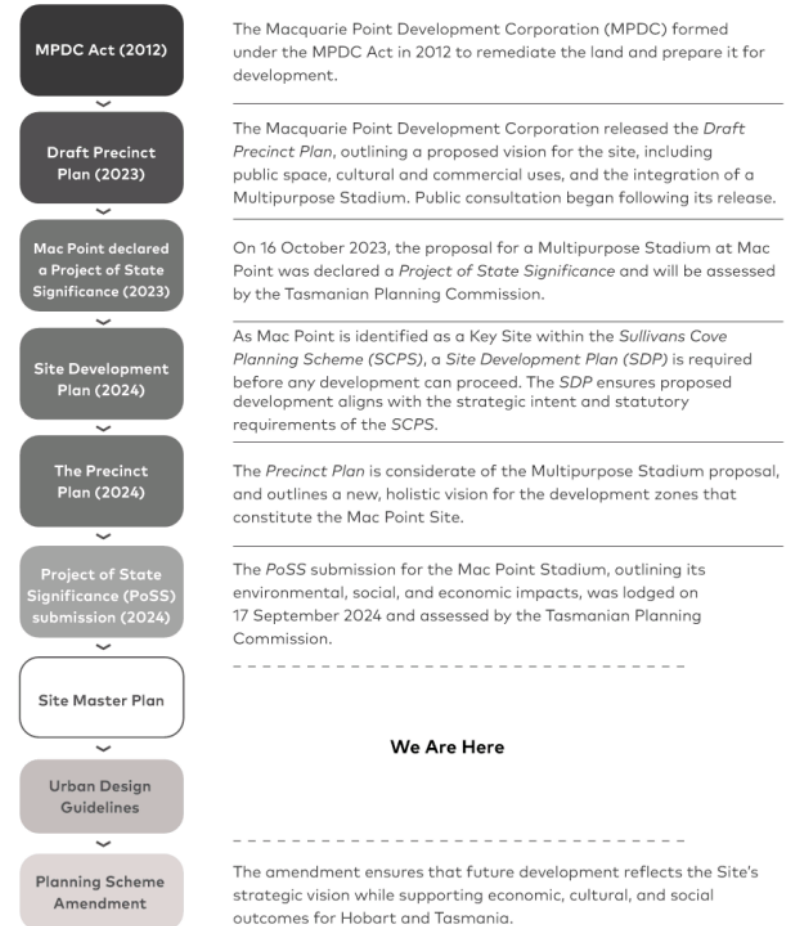 MPDC Act (2012)
The Macquarie Point Development Corporation (MPDC) formed
under the MPDC Act in 2012 to remediate the land and prepare it for
development.
Draft Precinct
Plan (2023)
The Macquarie Point Development Corporation released the Draft
Precinct Plan, outlining a proposed vision for the site, including
public space, cultural and commercial uses, and the integration of a
Multipurpose Stadium. Public consultation began following its release.
Mac Point declared
a Project of State
Significance (2023)
On 16 October 2023, the proposal for a Multipurpose Stadium at Mac
Point was declared a Project of State Significance and will be assessed
by the Tasmanian Planning Commission.
Site Development
Plan (2024)
As Mac Point is identified as a Key Site within the Sullivans Cove
Planning Scheme (SCPS), a Site Development Plan (SDP) is required
before any development can proceed. The SDP ensures proposed
development aligns with the strategic intent and statutory
requirements of the SCPS.
The Precinct
Plan (2024)
The Precinct Plan is considerate of the Multipurpose Stadium proposal,
and outlines a new, holistic vision for the development zones that
constitute the Mac Point Site.
Project of State
Significance (PoSS)
submission (2024)
The PoSS submission for the Mac Point Stadium, outlining its
environmental, social, and economic impacts, was lodged on
17 September 2024 and assessed by the Tasmanian Planning
Commission.
Site Master Plan
We Are Here
Urban Design
Guidelines
Planning Scheme
Amendment
The amendment ensures that future development reflects the Site's
strategic vision while supporting economic, cultural, and social
outcomes for Hobart and Tasmania.